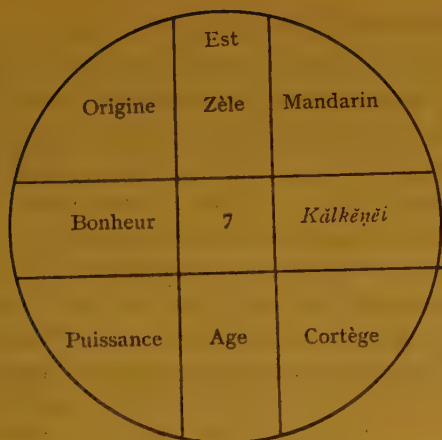 Est
Origine Zèle Mandarin
Bonheur 7 Kălkĕṇĕi
Puissance Age Cortège